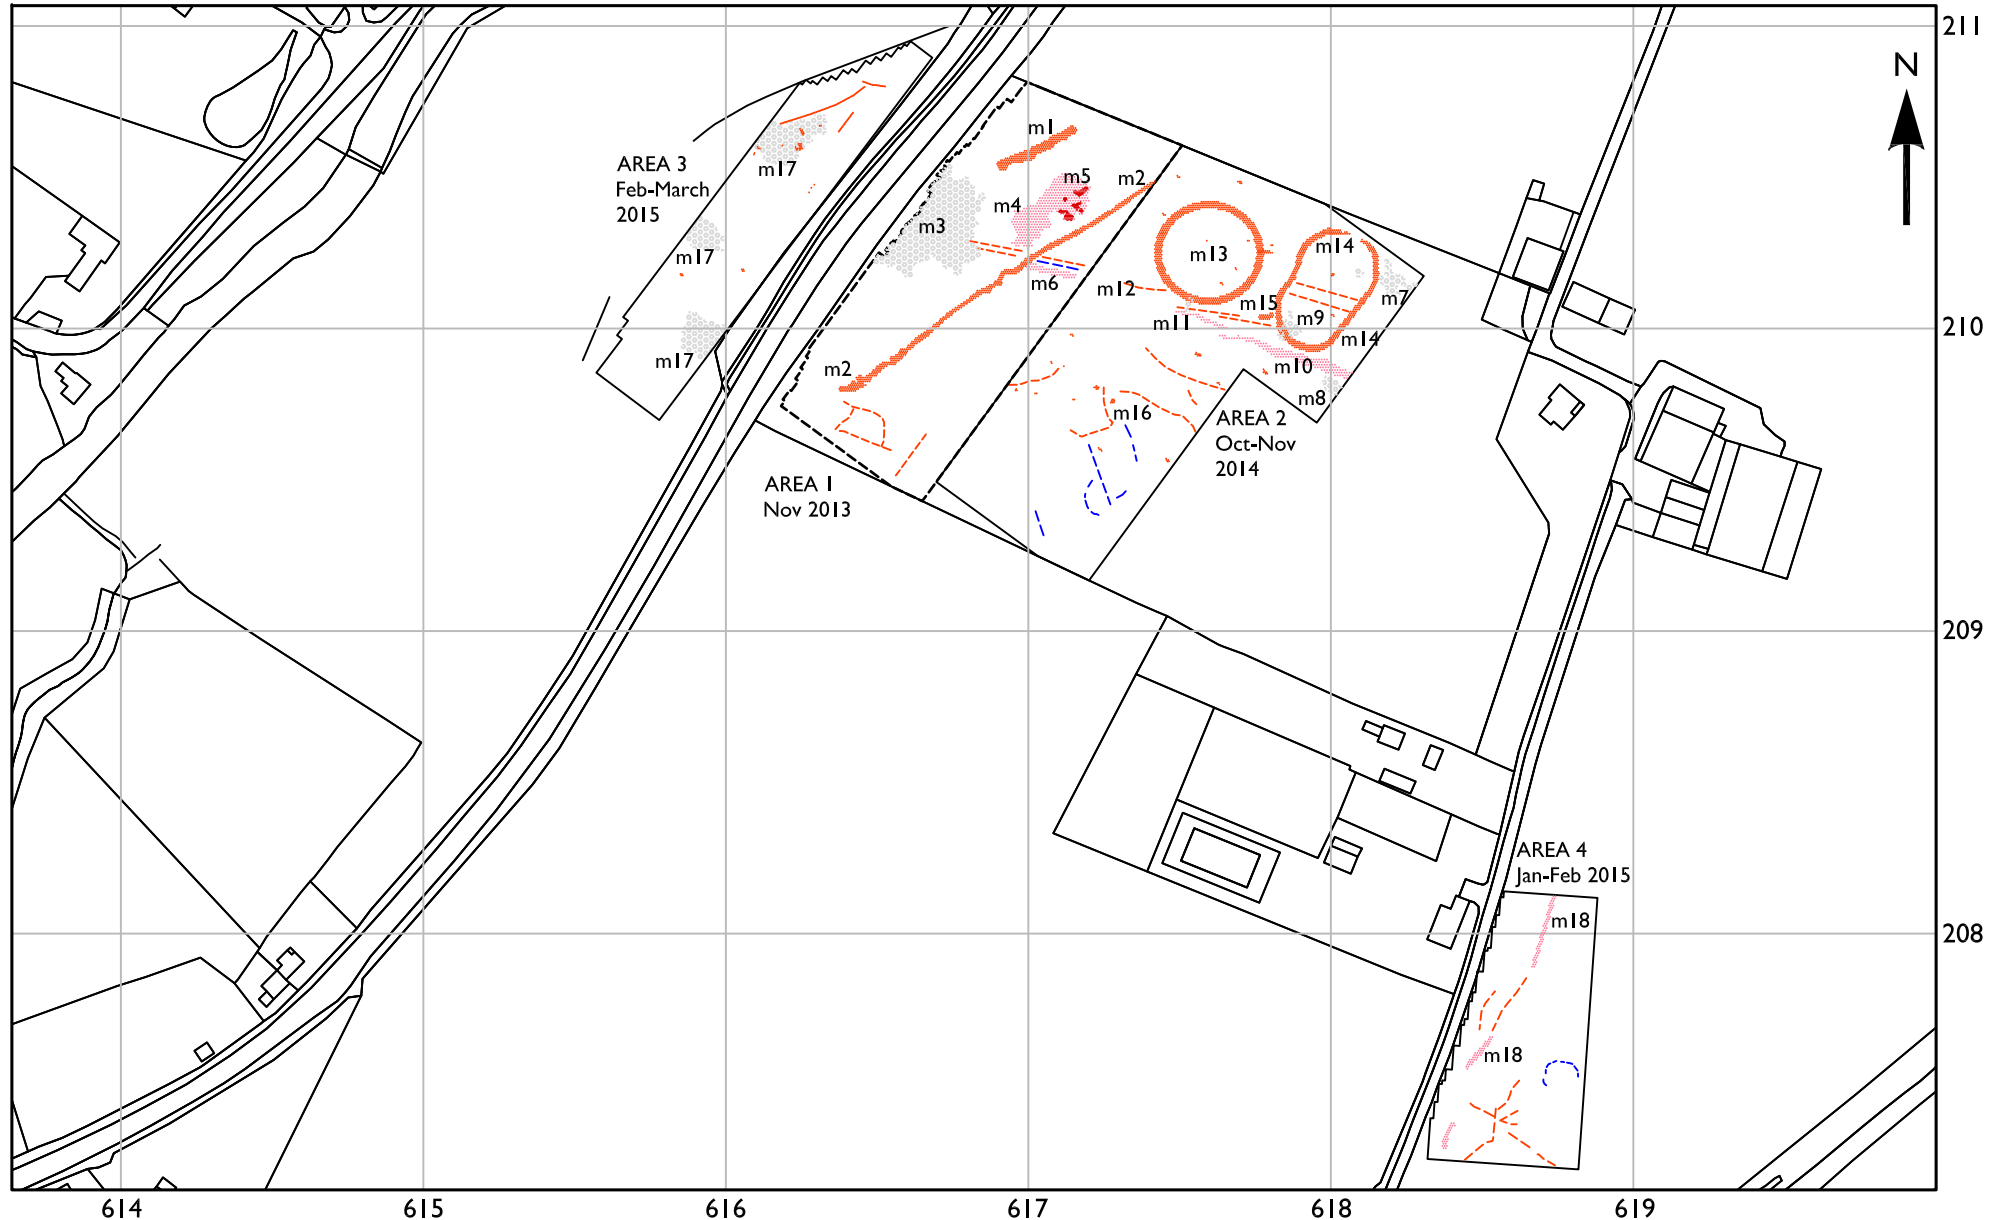 211
N
m1
AREA 3
Feb-March
2015
m17
m5
m2
m4
m3
m14
m13
m17
m6
m12
m7
m15
m9
m11
210
m14
m17
m2
m10
m8
m16
AREA 2
Oct-Nov
2014
AREA 1
Nov 2013
209
AREA 4
Jan-Feb 2015
m18
208
m18
614
615
616
617
618
619